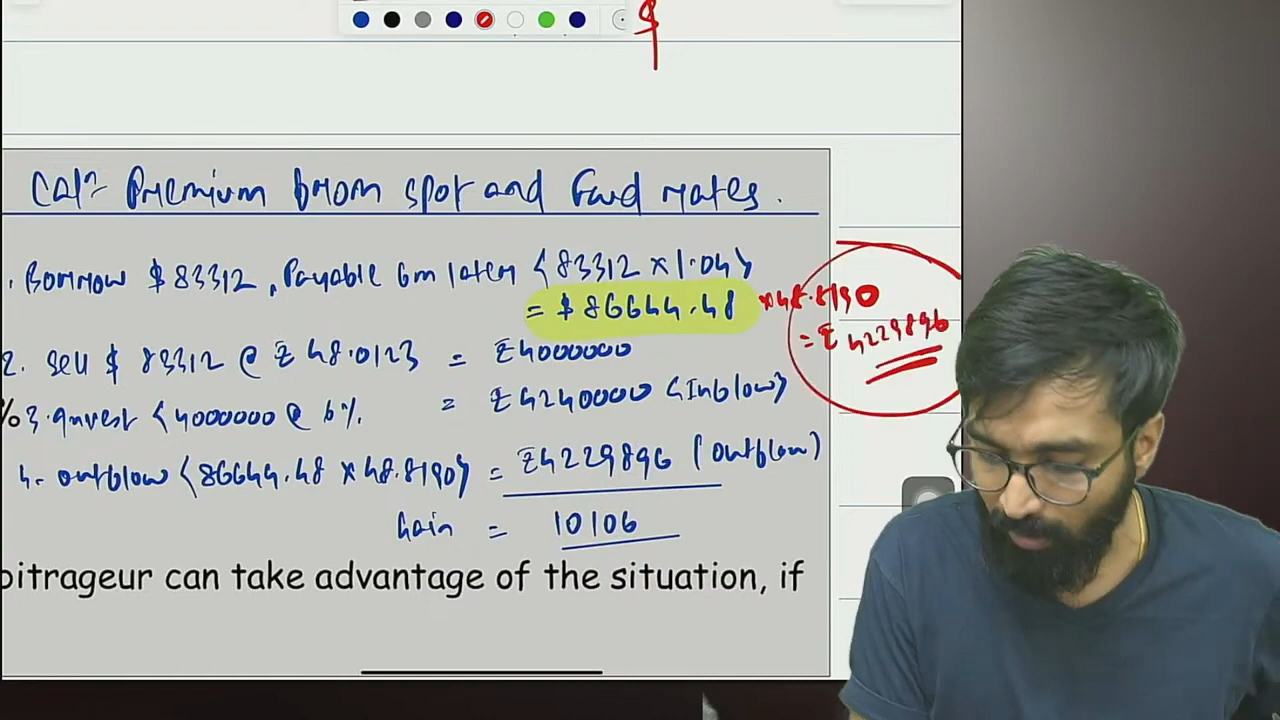 $
Calⁿ Premium from spot and Fwd rates.
. Borrow $ 83312, Payable 6m later {83312 x 1.04}
= $ 86644.48
x 48.8190
= ₹ 4229896
2. Sell $ 83312 @ ₹ 48.0123 = ₹4000000
% 3. Invest {4000000 @ 6% = ₹4240000 {Inflow}
4. outflow {86644.48 x 48.8190} = ₹4229896 (outflow)
Gain = 10106
bitrageur can take advantage of the situation, if